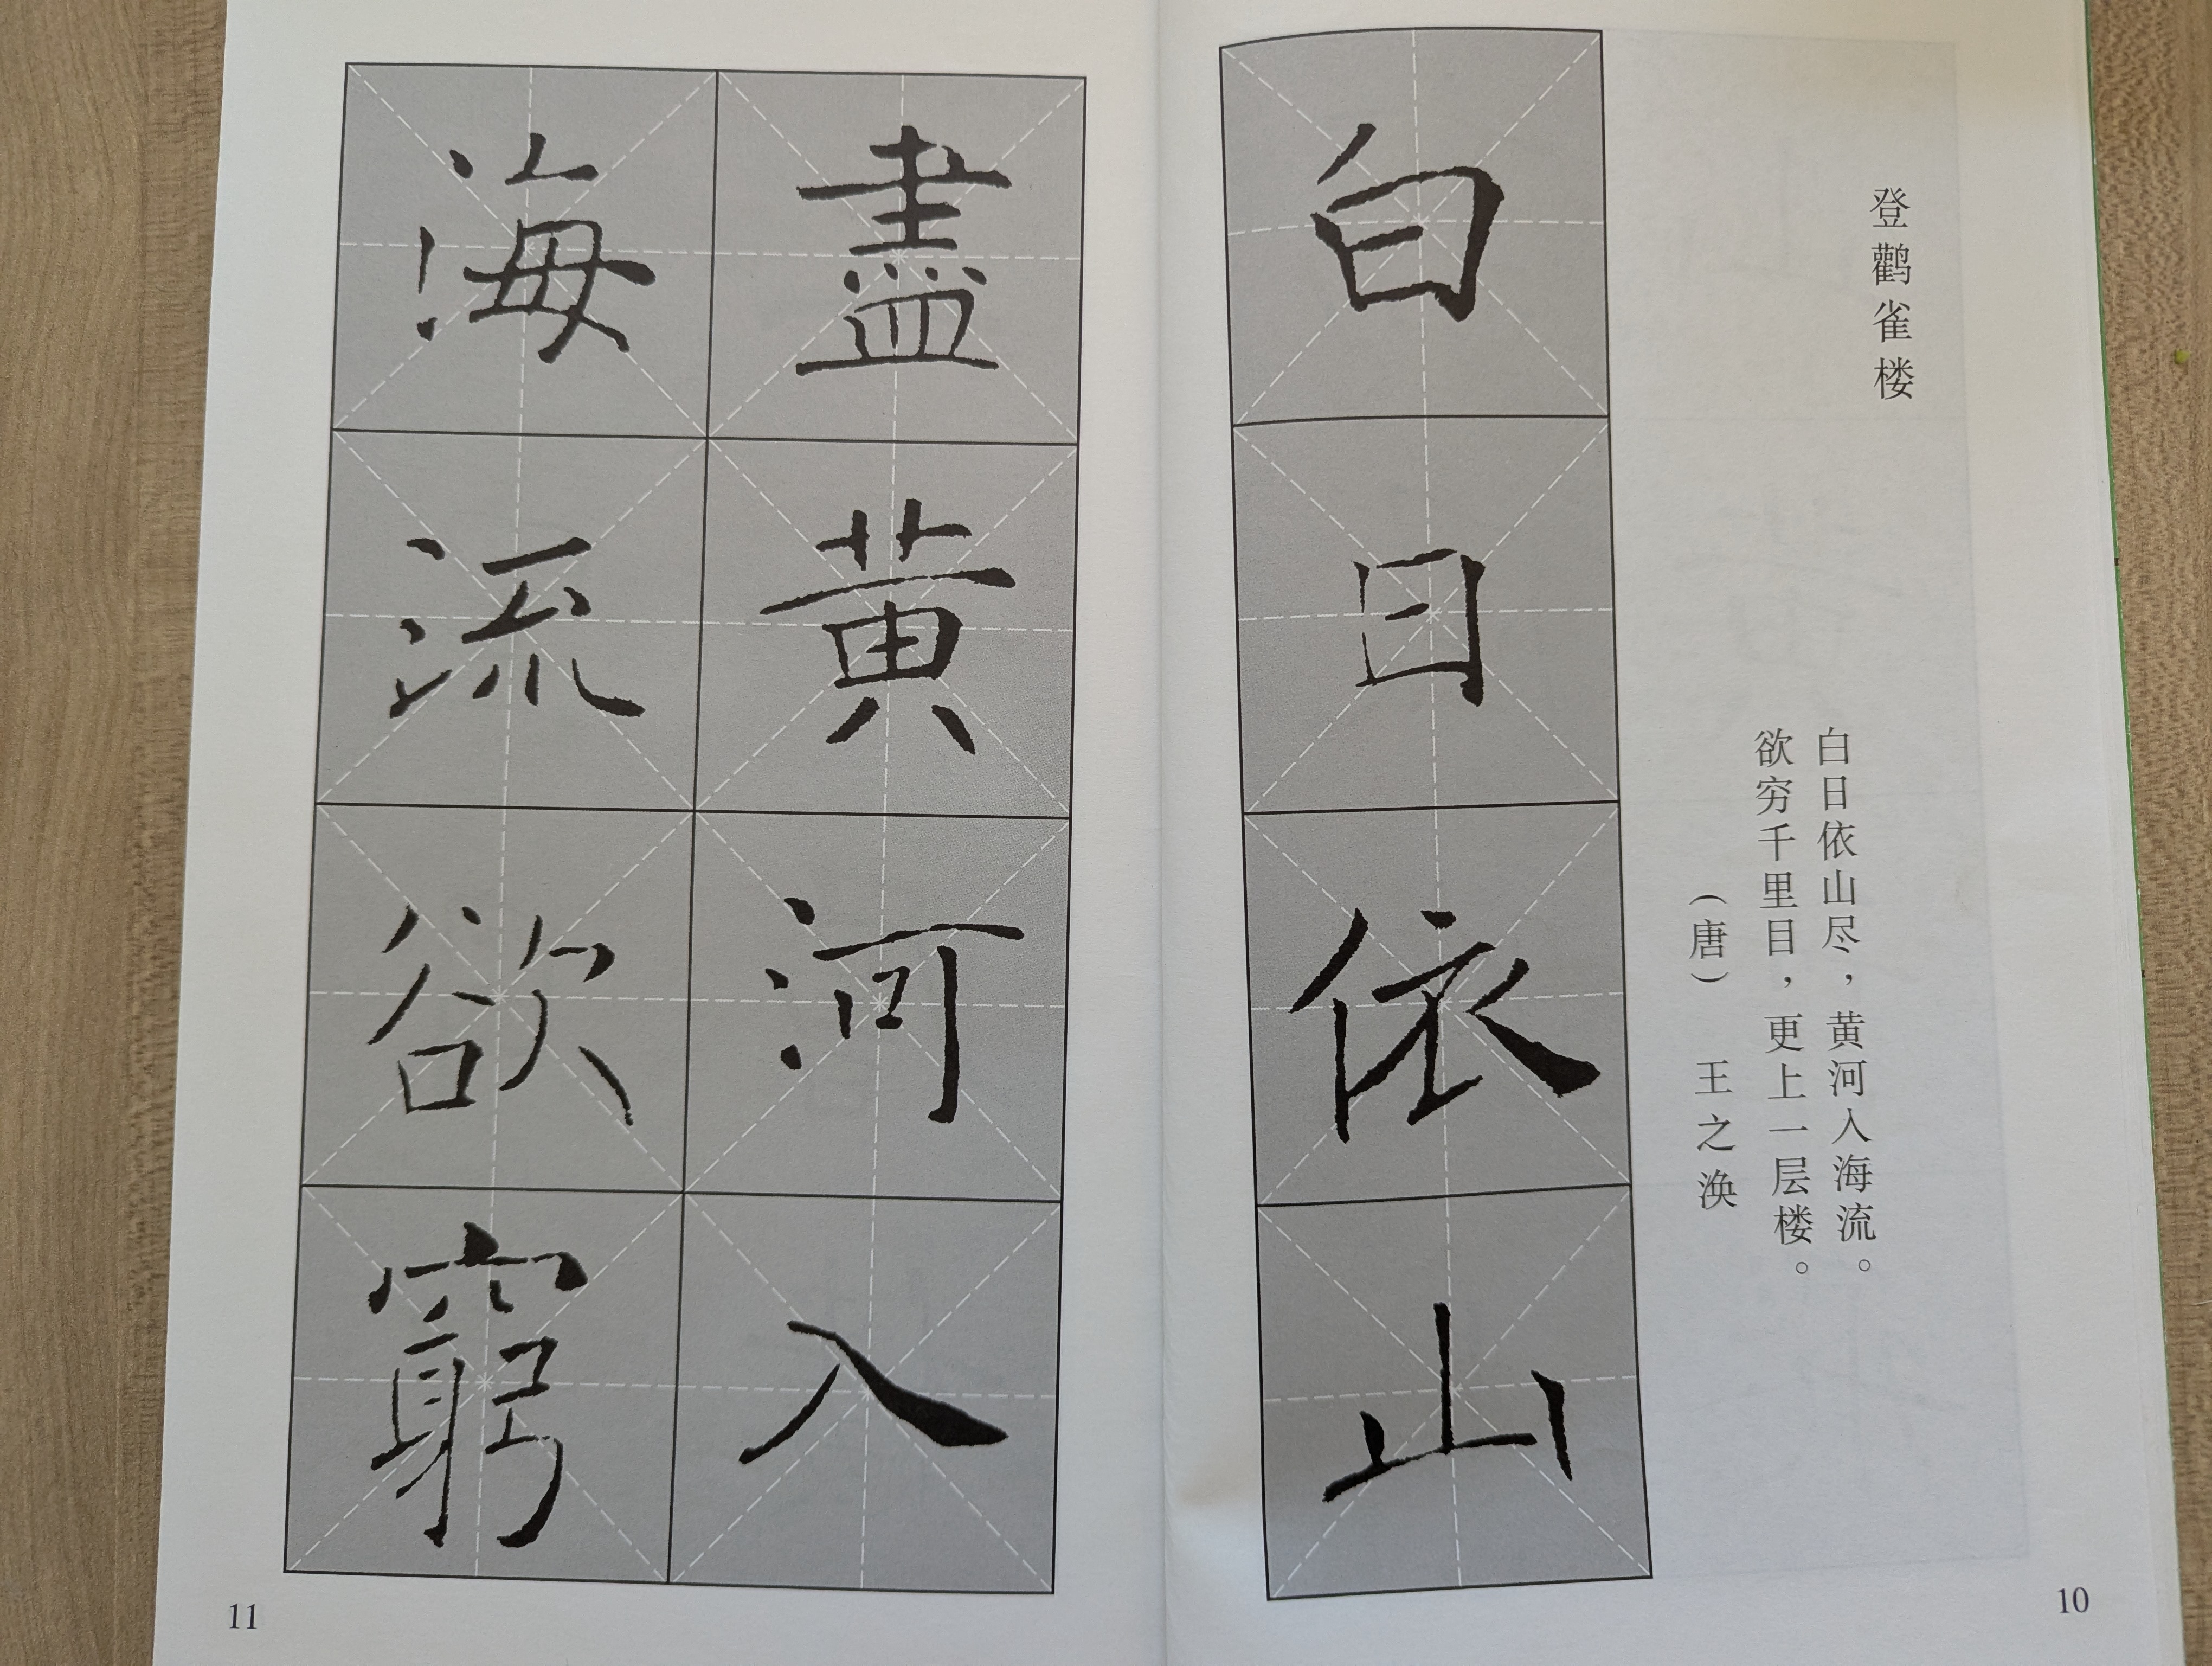 登鹳雀楼
白日依山尽，黄河入海流。
欲穷千里目，更上一层楼。
（唐） 王之涣
白日依山
盡黄河入
海流欲窮
10
11